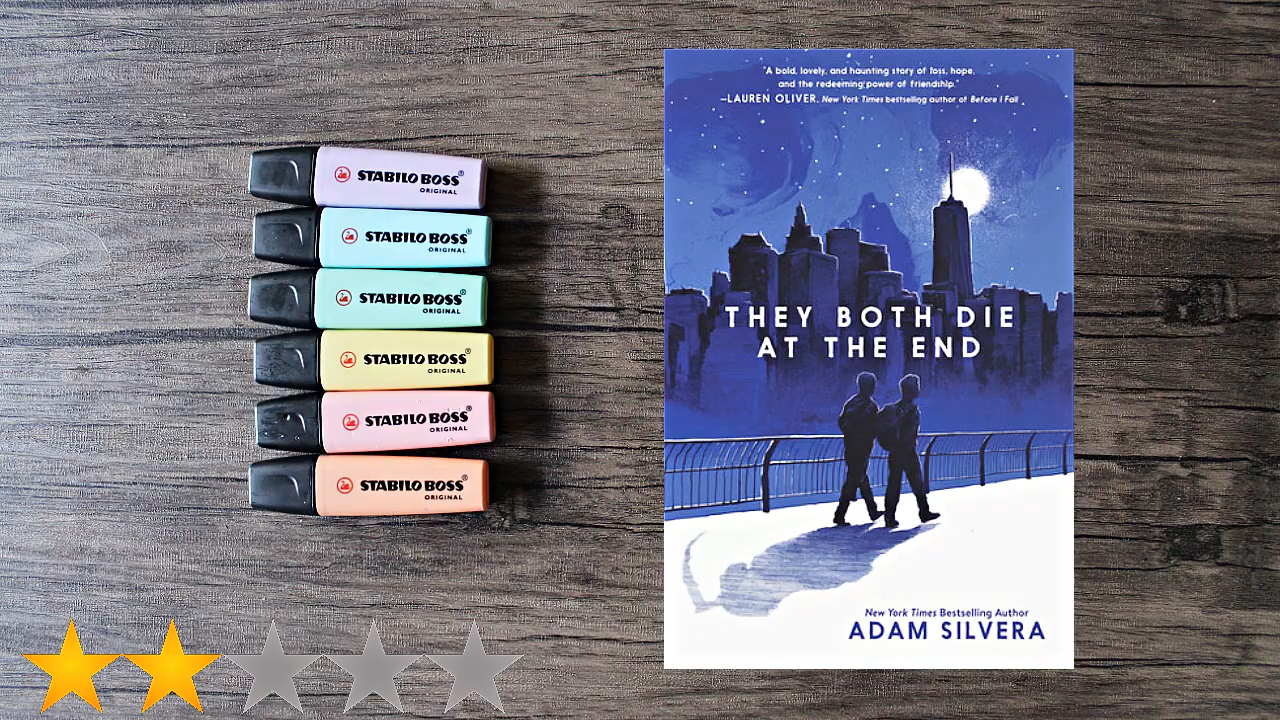 STABILO BOSS®
ORIGINAL
STABILO BOSS®
ORIGINAL
STABILO BOSS®
ORIGINAL
STABILO BOSS®
ORIGINAL
STABILO BOSS®
ORIGINAL
STABILO BOSS®
ORIGINAL
"A bold, lovely, and haunting story of loss, hope,
and the redeeming power of friendship."
—LAUREN OLIVER, New York Times bestselling author of Before I Fall
THEY BOTH DIE
AT THE END
New York Times Bestselling Author
ADAM SILVERA